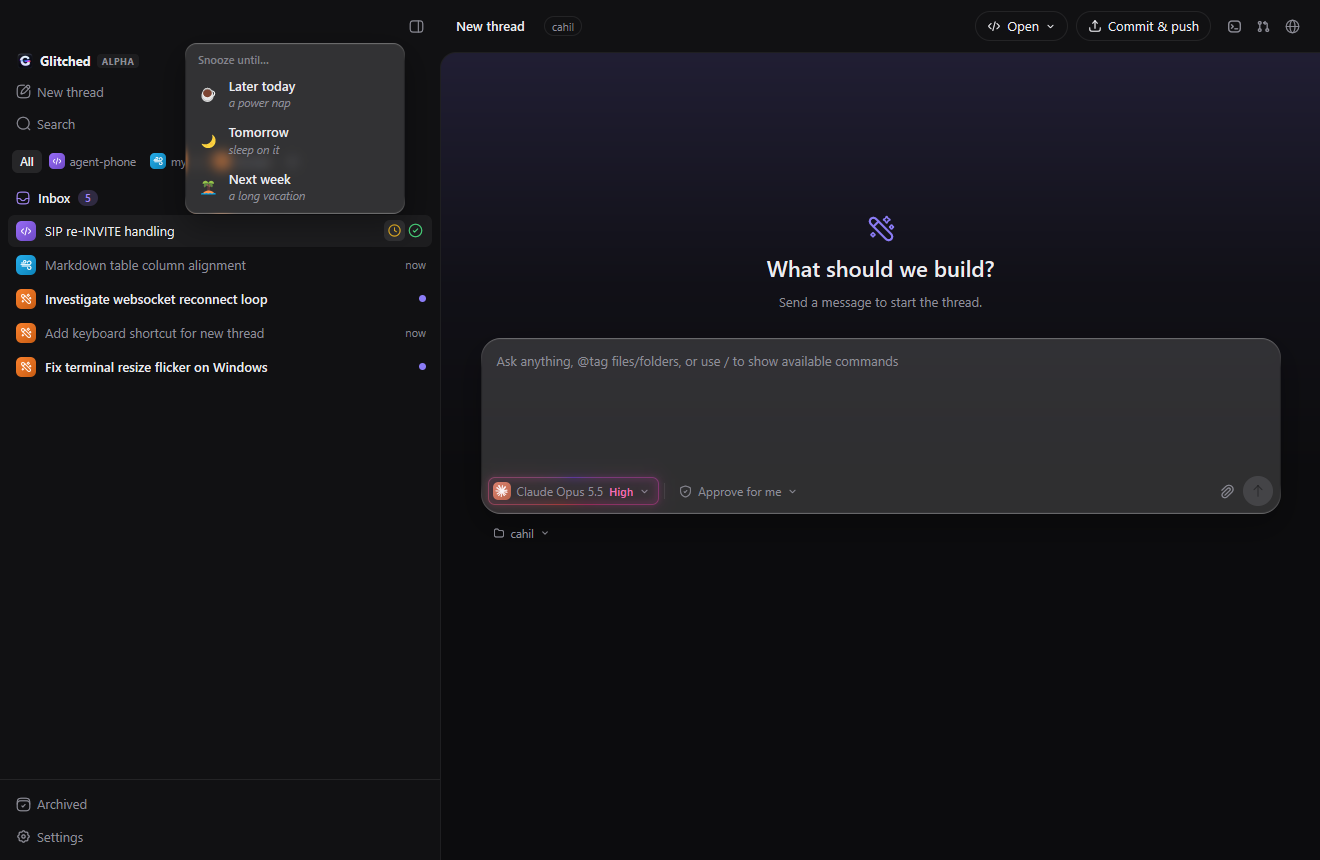 New thread
cahil
Open
Commit & push
Glitched ALPHA
New thread
Search
All
agent-phone
my
Snooze until...
Later today
a power nap
Tomorrow
sleep on it
Next week
a long vacation
Inbox 5
SIP re-INVITE handling
Markdown table column alignment now
Investigate websocket reconnect loop
Add keyboard shortcut for new thread now
Fix terminal resize flicker on Windows
Archived
Settings
What should we build?
Send a message to start the thread.
Ask anything, @tag files/folders, or use / to show available commands
Claude Opus 5.5 High
Approve for me
cahil